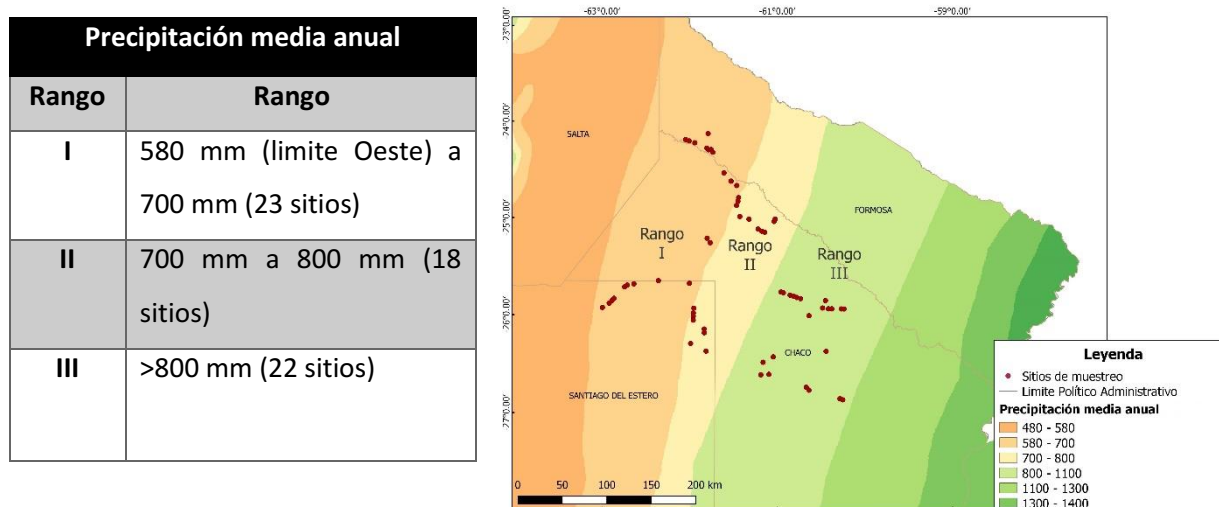 Precipitación media anual
Rango Rango
I 580 mm (limite Oeste) a
700 mm (23 sitios)
II 700 mm a 800 mm (18
sitios)
III >800 mm (22 sitios)
-63°0.00' -61°0.00' -59°0.00'
-23°0.00'
-24°0.00'
-25°0.00'
-26°0.00'
-27°0.00'
SALTA
FORMOSA
Rango
I
Rango
II
Rango
III
CHACO
SANTIAGO DEL ESTERO
0 50 100 150 200 km
Leyenda
Sitios de muestreo
Limite Político Administrativo
Precipitación media anual
480 - 580
580 - 700
700 - 800
800 - 1100
1100 - 1300
1300 - 1400